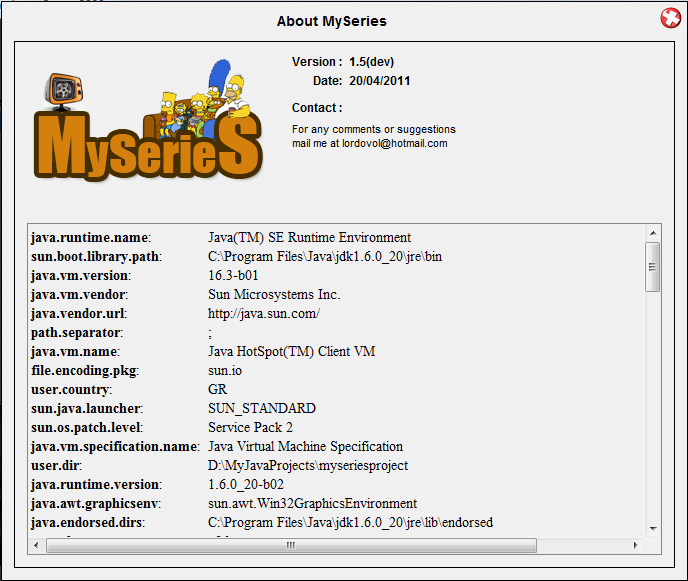 About MySeries
MySerieS
Version : 1.5(dev)
Date: 20/04/2011
Contact :
For any comments or suggestions
mail me at lordovol@hotmail.com
java.runtime.name: Java(TM) SE Runtime Environment
sun.boot.library.path: C:\Program Files\Java\jdk1.6.0_20\jre\bin
java.vm.version: 16.3-b01
java.vm.vendor: Sun Microsystems Inc.
java.vendor.url: http://java.sun.com/
path.separator: ;
java.vm.name: Java HotSpot(TM) Client VM
file.encoding.pkg: sun.io
user.country: GR
sun.java.launcher: SUN_STANDARD
sun.os.patch.level: Service Pack 2
java.vm.specification.name: Java Virtual Machine Specification
user.dir: D:\MyJavaProjects\myseriesproject
java.runtime.version: 1.6.0_20-b02
java.awt.graphicsenv: sun.awt.Win32GraphicsEnvironment
java.endorsed.dirs: C:\Program Files\Java\jdk1.6.0_20\jre\lib\endorsed